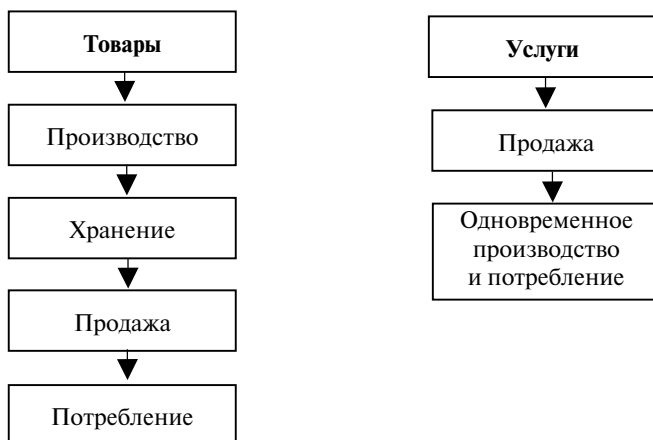 Товары
Производство
Хранение
Продажа
Потребление
Услуги
Продажа
Одновременное
производство
и потребление